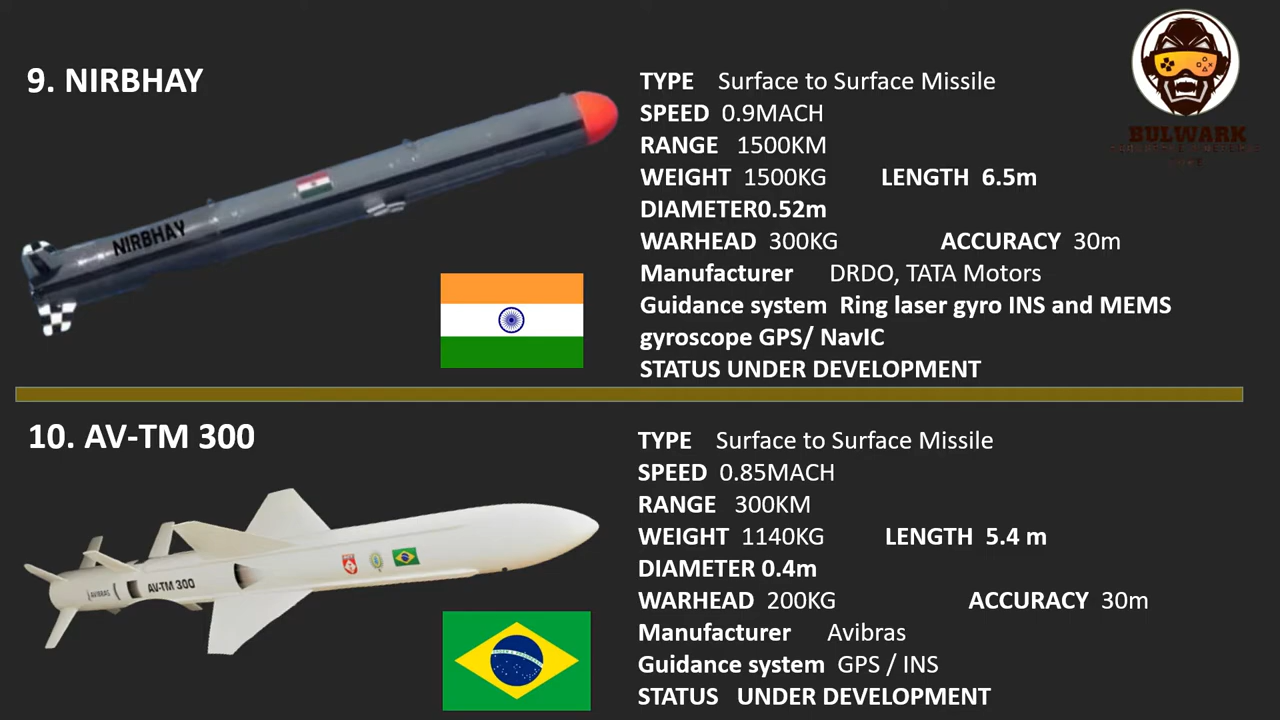 9. NIRBHAY
NIRBHAY
TYPE Surface to Surface Missile
SPEED 0.9MACH
RANGE 1500KM
WEIGHT 1500KG LENGTH 6.5m
DIAMETER0.52m
WARHEAD 300KG ACCURACY 30m
Manufacturer DRDO, TATA Motors
Guidance system Ring laser gyro INS and MEMS
gyroscope GPS/ NavIC
STATUS UNDER DEVELOPMENT
BULWARK
10. AV-TM 300
AVIBRAS
AV-TM 300
TYPE Surface to Surface Missile
SPEED 0.85MACH
RANGE 300KM
WEIGHT 1140KG LENGTH 5.4 m
DIAMETER 0.4m
WARHEAD 200KG ACCURACY 30m
Manufacturer Avibras
Guidance system GPS / INS
STATUS UNDER DEVELOPMENT